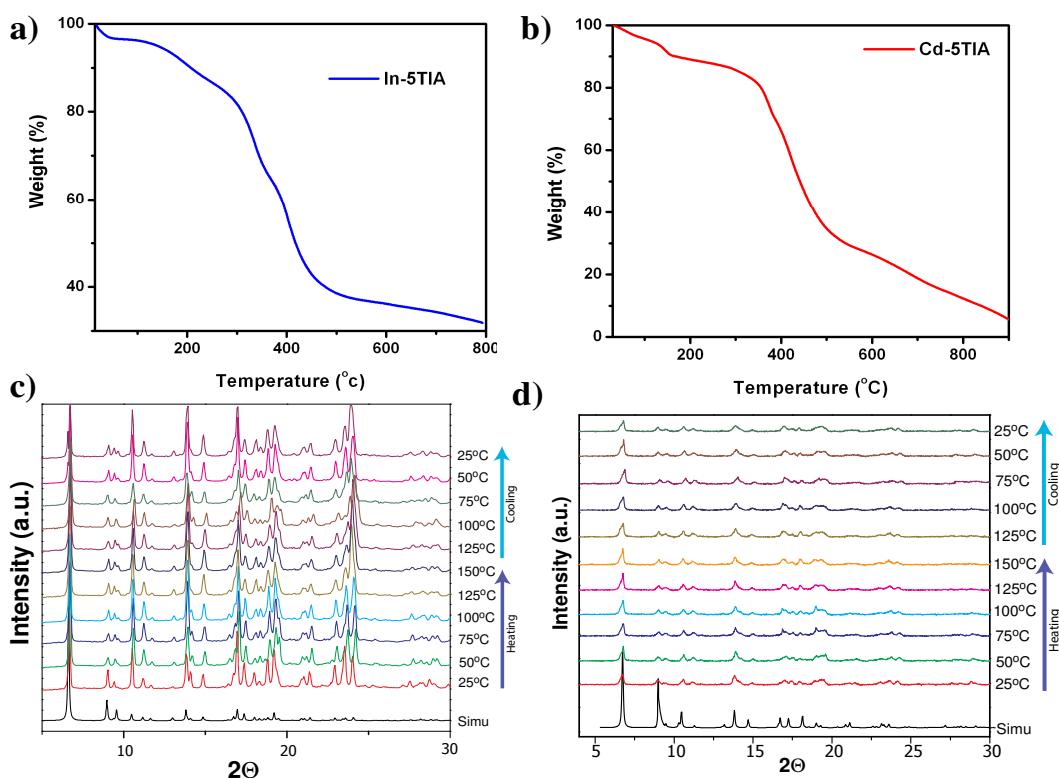 a)
100
80
60
40
200
400
600
800
Weight (%)
Temperature (°c)
In-5TIA
b)
100
80
60
40
20
0
200
400
600
800
Weight (%)
Temperature (°C)
Cd-5TIA
c)
Intensity (a.u.)
25ºC
50ºC
75ºC
100ºC
125ºC
150ºC
125ºC
100ºC
75ºC
50ºC
25ºC
Simu
Cooling
Heating
10
20
30
2Θ
d)
Intensity (a.u.)
25ºC
50ºC
75ºC
100ºC
125ºC
150ºC
125ºC
100ºC
75ºC
50ºC
25ºC
Simu
Cooling
Heating
5
10
15
20
25
30
2Θ